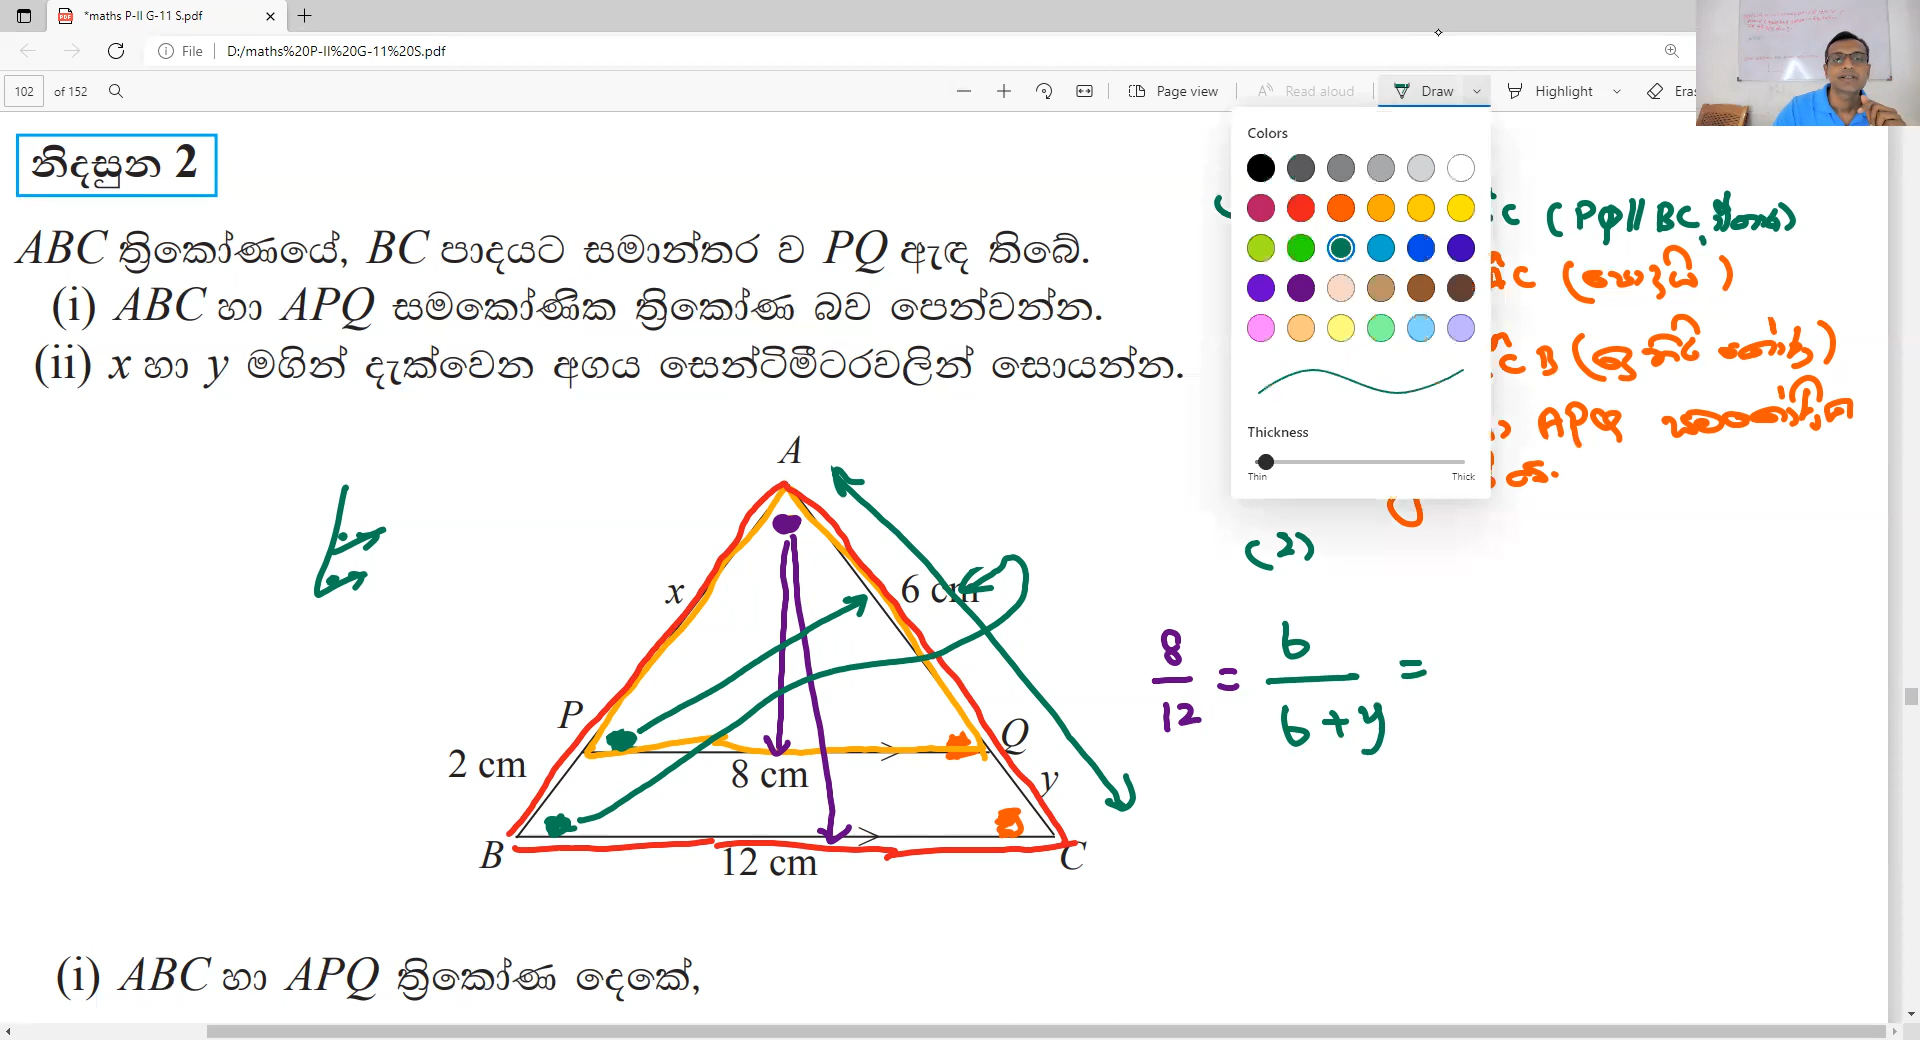 *maths P-II G-11 S.pdf
File D:/maths%20P-II%20G-11%20S.pdf
102 of 152 Page view Read aloud Draw Highlight Eras
Colors
Thickness
Thin Thick
නිදසුන 2
ABC ත්‍රිකෝණයේ, BC පාදයට සමාන්තර ව PQ ඇඳ තිබේ.
(i) ABC හා APQ සමකෝණික ත්‍රිකෝණ බව පෙන්වන්න.
(ii) x හා y මගින් දැක්වෙන අගය සෙන්ටිමීටරවලින් සොයන්න.
C (PQ // BC,
C (පොදුයි)
C B (
APQ සමකෝණික
(2)
A
x
6 cm
P
Q
2 cm
8 cm
y
B
12 cm
C
8/12 = 6/(6+y) =
(i) ABC හා APQ ත්‍රිකෝණ දෙකේ,